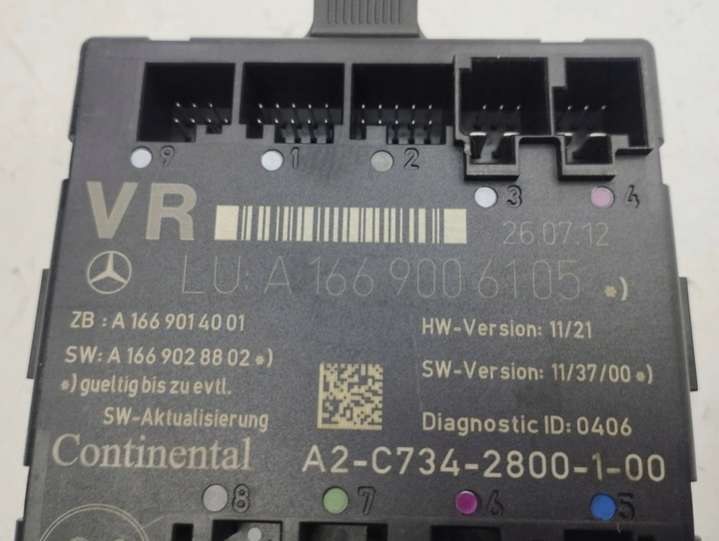 9 1 2 3 4
VR
26.07.12
LU: A 166 900 6105 *)
ZB : A 166 901 40 01
HW-Version: 11/21
SW: A 166 902 88 02 *)
SW-Version: 11/37/00 *)
*) gueltig bis zu evtl.
SW-Aktualisierung
Diagnostic ID: 0406
Continental
A2-C734-2800-1-00
8 7 6 5